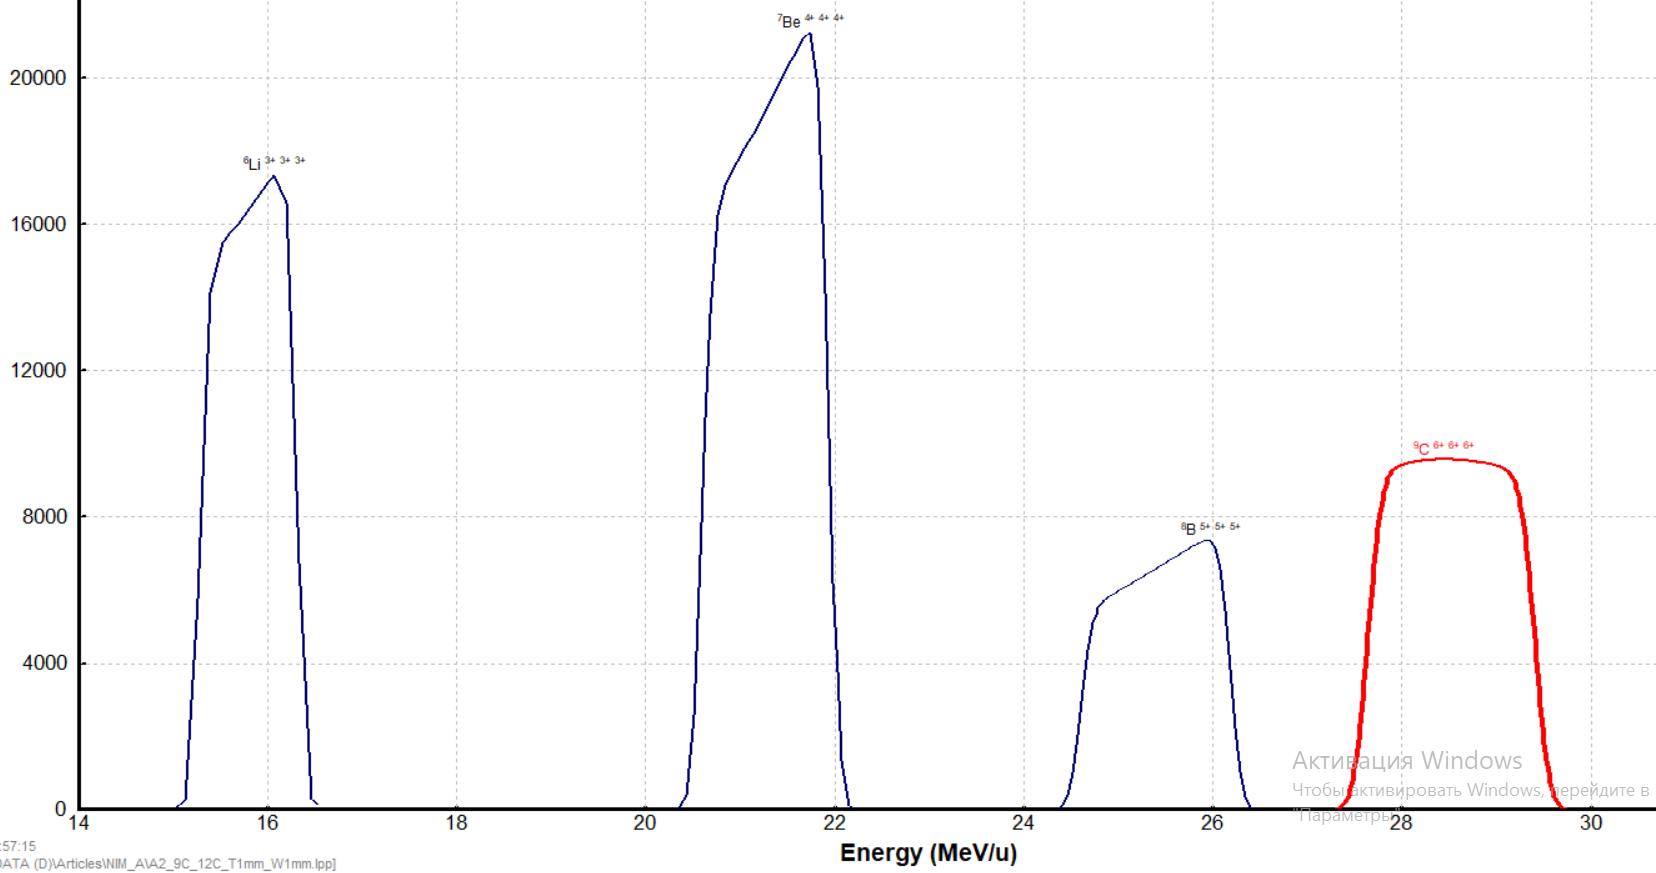 ⁷Be ⁴⁺ ⁴⁺ ⁴⁺
20000
⁶Li ³⁺ ³⁺ ³⁺
16000
12000
⁹C ⁶⁺ ⁶⁺ ⁶⁺
8000
⁸B ⁵⁺ ⁵⁺ ⁵⁺
4000
Активация Windows
Чтобы активировать Windows, перейдите в
"Параметры"
0
14 16 18 20 22 24 26 28 30
Energy (MeV/u)
:57:15
DATA (D)\Articles\NIM_A\A2_9C_12C_T1mm_W1mm.lpp]